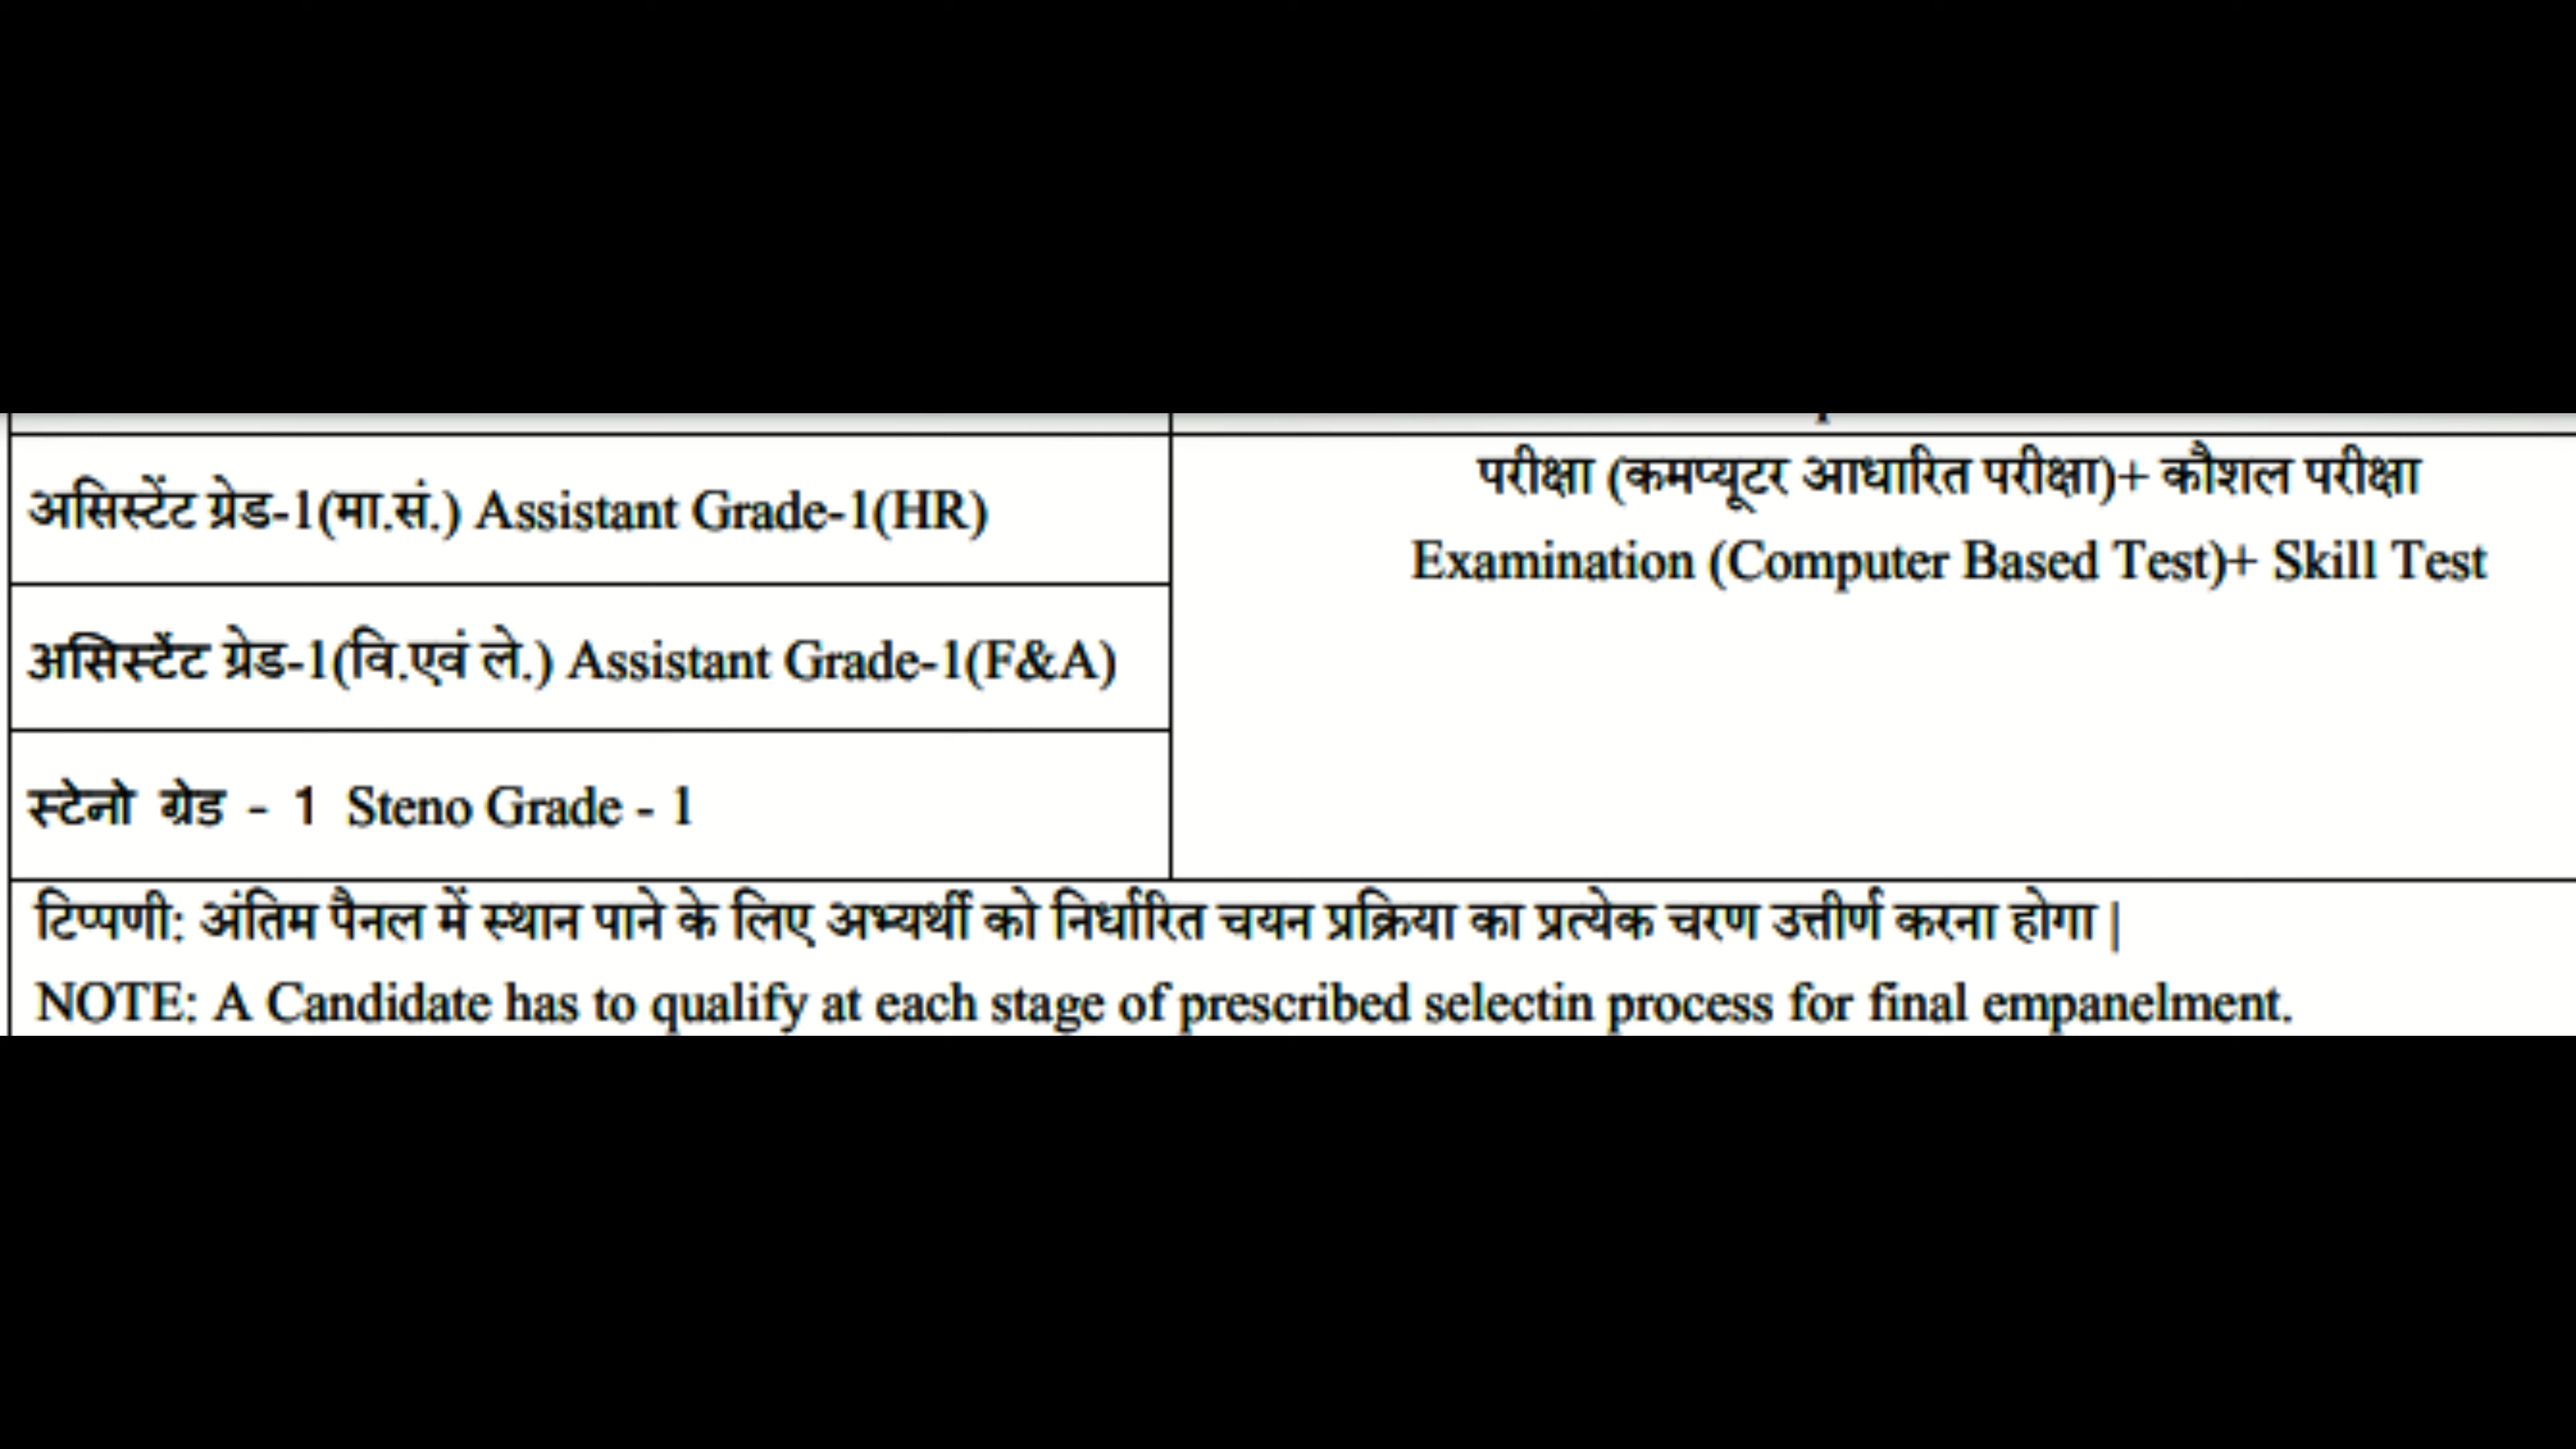 असिस्टेंट ग्रेड-1(मा.सं.) Assistant Grade-1(HR)
परीक्षा (कमप्यूटर आधारित परीक्षा)+ कौशल परीक्षा
Examination (Computer Based Test)+ Skill Test
असिस्टेंट ग्रेड-1(वि.एवं ले.) Assistant Grade-1(F&A)
स्टेनो ग्रेड - 1 Steno Grade - 1
टिप्पणी: अंतिम पैनल में स्थान पाने के लिए अभ्यर्थी को निर्धारित चयन प्रक्रिया का प्रत्येक चरण उत्तीर्ण करना होगा |
NOTE: A Candidate has to qualify at each stage of prescribed selectin process for final empanelment.